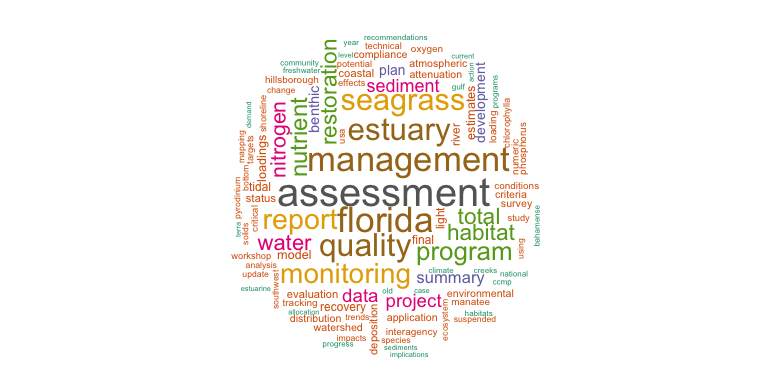 recommendations
year
technical
oxygen
level
compliance
current
community
potential
plan
atmospheric
freshwater
coastal
attenuation
action
hillsborough
effects
sediment
gulf
programs
change
seagrass
restoration
benthic
development
estimates
loading
chlorophylla
demand
shoreline
nitrogen
nutrient
usa
estuary
river
numeric
phosphorus
mapping
targets
loadings
management
bottom
tidal
assessment
conditions
pyrodinium
status
criteria
survey
critical
report
florida
light
total
study
terra
solids
habitat
bahamense
water
quality
final
program
using
workshop
model
analysis
climate
creeks
national
update
monitoring
summary
ccmp
southwest
estuarine
old
case
evaluation
data
project
environmental
tracking
recovery
manatee
allocation
habitats
distribution
trends
application
suspended
watershed
deposition
interagency
ecosystem
impacts
species
progress
sediments
implications